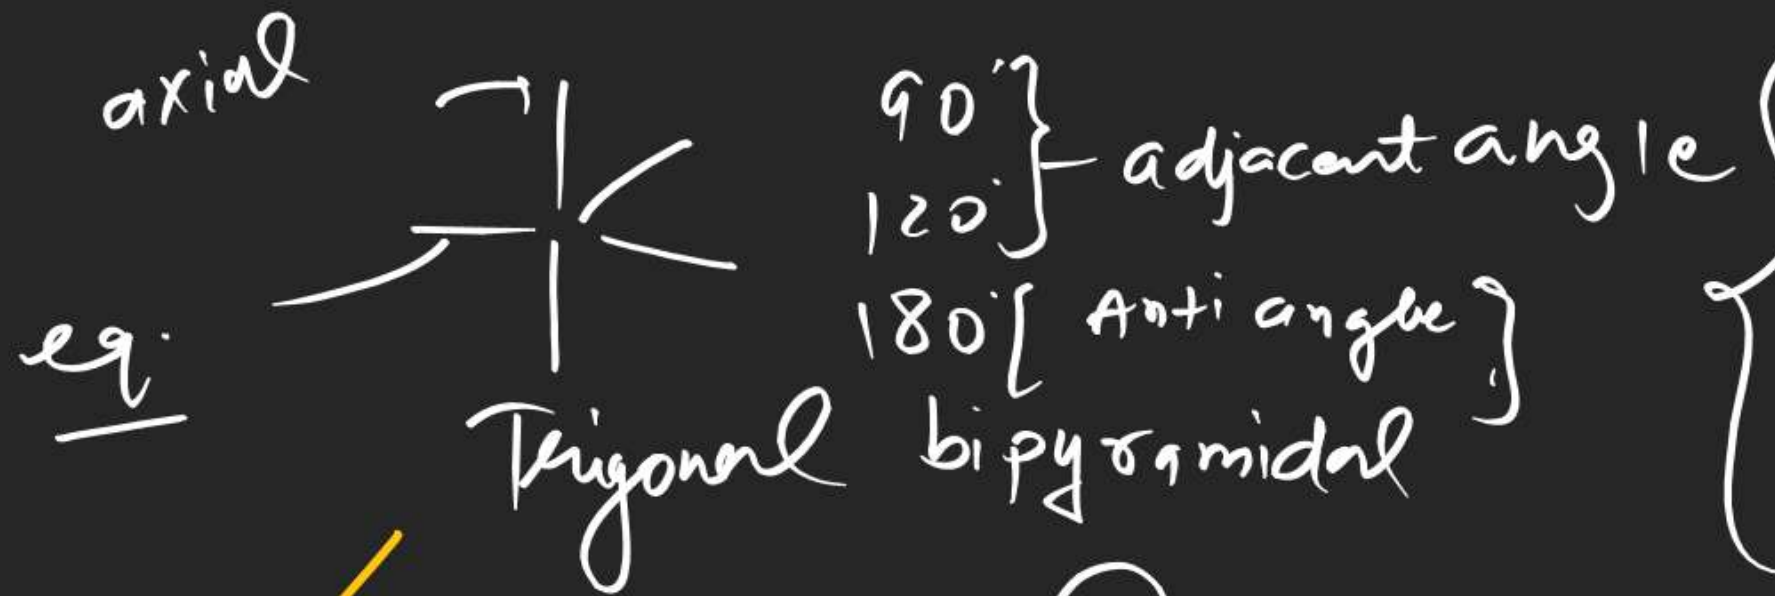 axial
90°
120° } adjacent angle
180° [ Anti angle ]
eq.
Trigonal bipyramidal